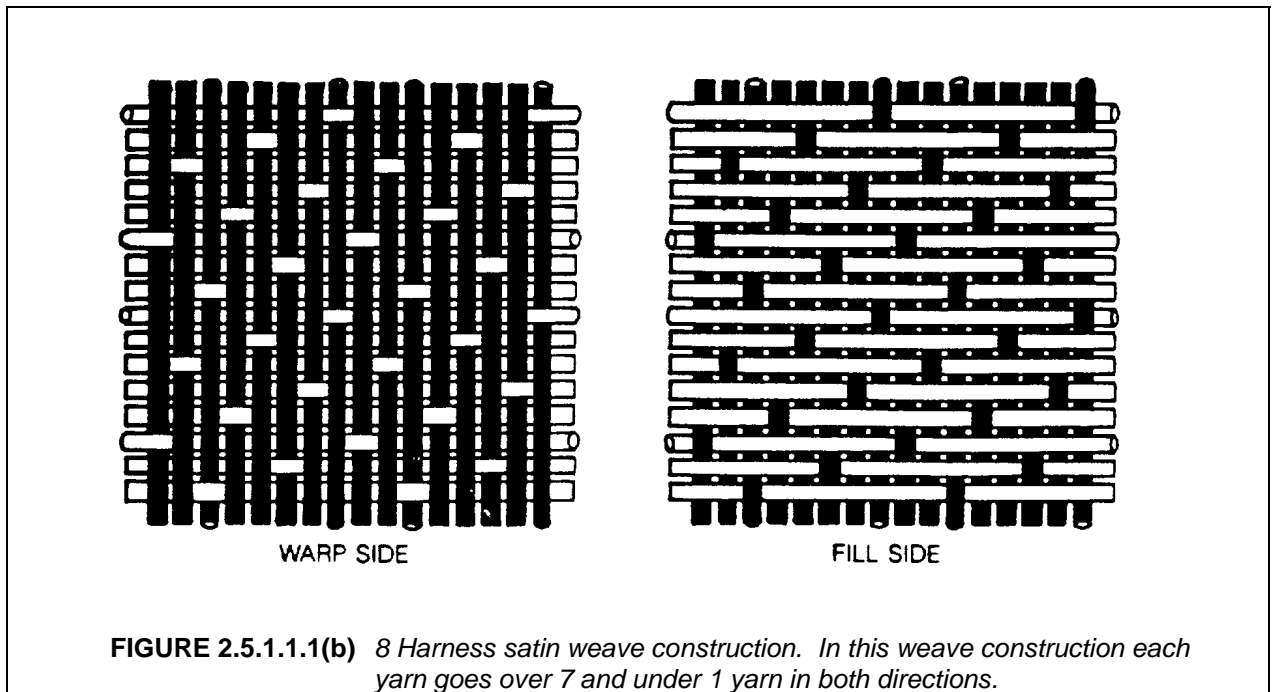 WARP SIDE
FILL SIDE
FIGURE 2.5.1.1.1(b) 8 Harness satin weave construction. In this weave construction each
yarn goes over 7 and under 1 yarn in both directions.